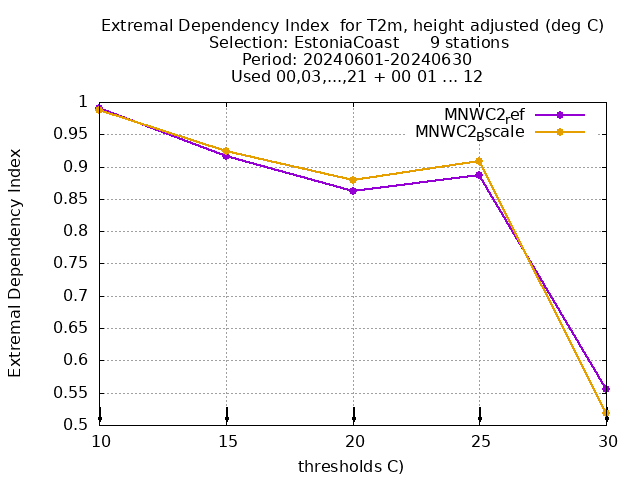 Extremal Dependency Index  for T2m, height adjusted (deg C)
Selection: EstoniaCoast      9 stations
Period: 20240601-20240630
Used 00,03,...,21 + 00 01 ... 12
MNWC2ref
MNWC2Bscale
1
0.95
0.9
0.85
0.8
0.75
0.7
0.65
0.6
0.55
0.5
Extremal Dependency Index
10 15 20 25 30
thresholds C)